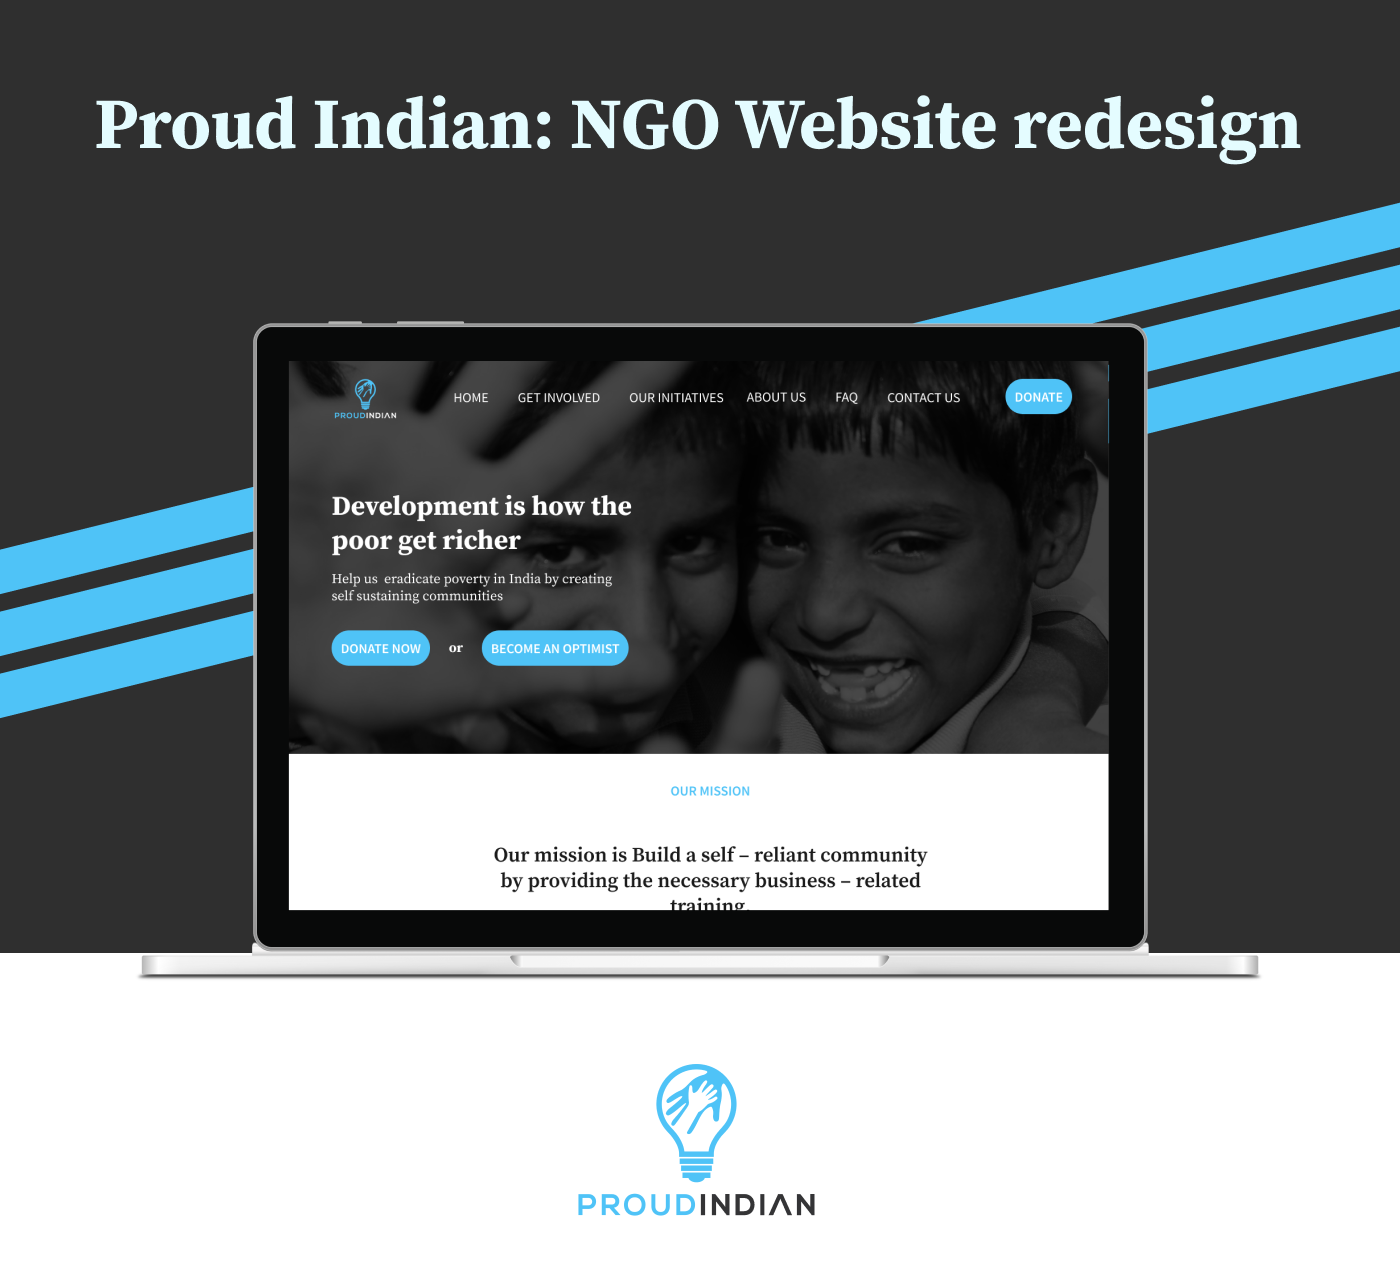 Proud Indian: NGO Website redesign
PROUDINDIAN
HOME GET INVOLVED OUR INITIATIVES ABOUT US FAQ CONTACT US DONATE
Development is how the
poor get richer
Help us  eradicate poverty in India by creating
self sustaining communities
DONATE NOW or BECOME AN OPTIMIST
OUR MISSION
Our mission is Build a self – reliant community
by providing the necessary business – related
training.
PROUDINDIAN